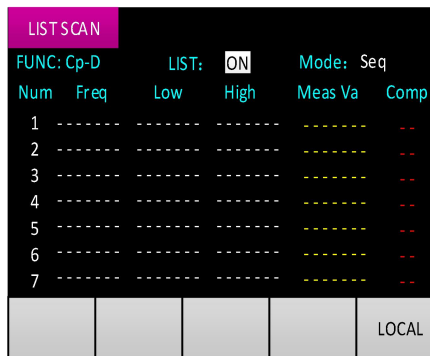 LIST SCAN
FUNC: Cp-D LIST: ON Mode: Seq
Num Freq Low High Meas Va Comp
1 ------- ------- ------- ------- --
2 ------- ------- ------- ------- --
3 ------- ------- ------- ------- --
4 ------- ------- ------- ------- --
5 ------- ------- ------- ------- --
6 ------- ------- ------- ------- --
7 ------- ------- ------- ------- --
LOCAL